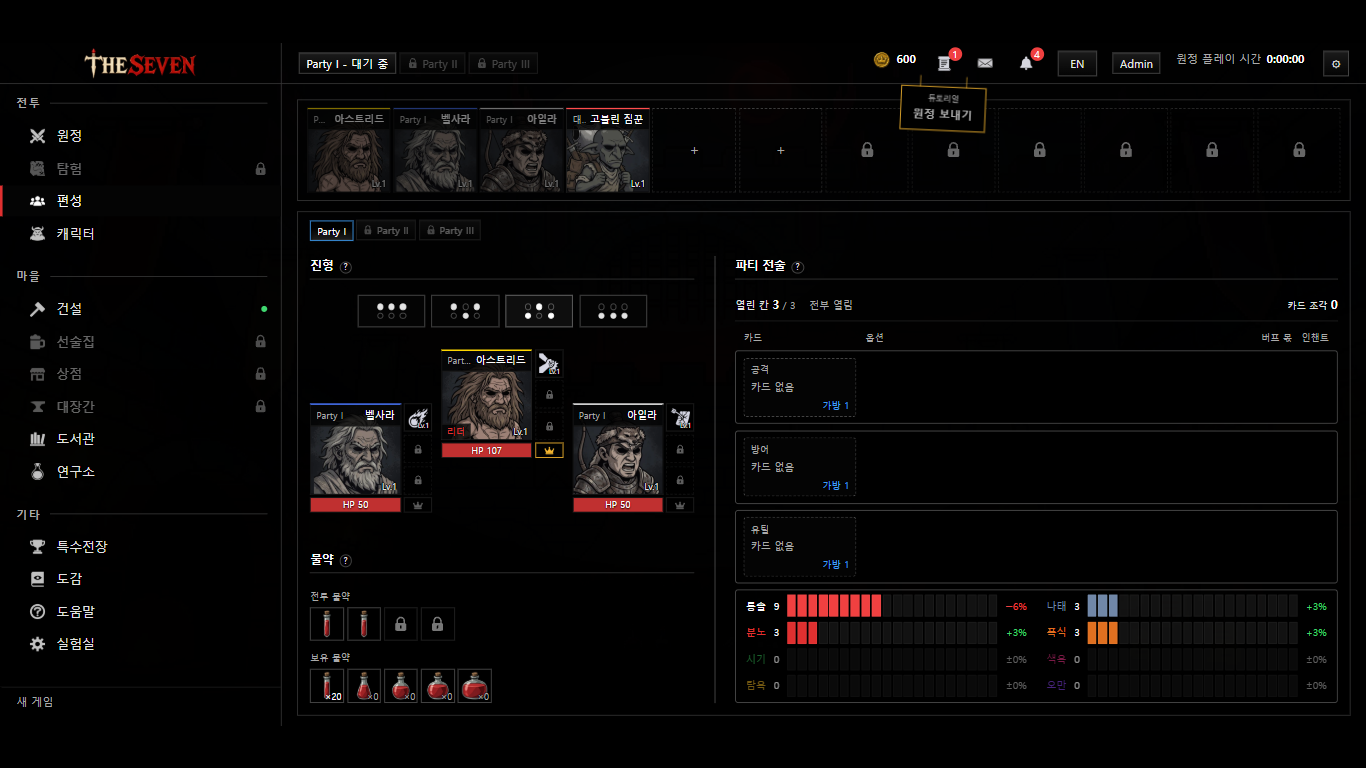 THE SEVEN
Party I - 대기 중
Party II
Party III
600
1
4
EN
Admin
원정 플레이 시간 0:00:00
튜토리얼
원정 보내기
전투
원정
탐험
편성
캐릭터
마을
건설
선술집
상점
대장간
도서관
연구소
기타
특수전장
도감
도움말
실험실
새 게임
P... 아스트리드
Lv.1
Party I 벨사라
Lv.1
Party I 아일라
Lv.1
대.. 고블린 짐꾼
Lv.1
+
+
Party I
Party II
Party III
진형 ?
Party I 벨사라
Lv.1
HP 50
Lv.1
Part... 아스트리드
리더 Lv.1
HP 107
Lv.1
Party I 아일라
Lv.1
HP 50
Lv.1
물약 ?
전투 물약
보유 물약
×20
×0
×0
×0
×0
파티 전술 ?
열린 칸 3 / 3 전부 열림
카드 조각 0
카드 옵션 버프 몫 인챈트
공격
카드 없음
가방 1
방어
카드 없음
가방 1
유틸
카드 없음
가방 1
통솔 9 −6%
나태 3 +3%
분노 3 +3%
폭식 3 +3%
시기 0 ±0%
색욕 0 ±0%
탐욕 0 ±0%
오만 0 ±0%